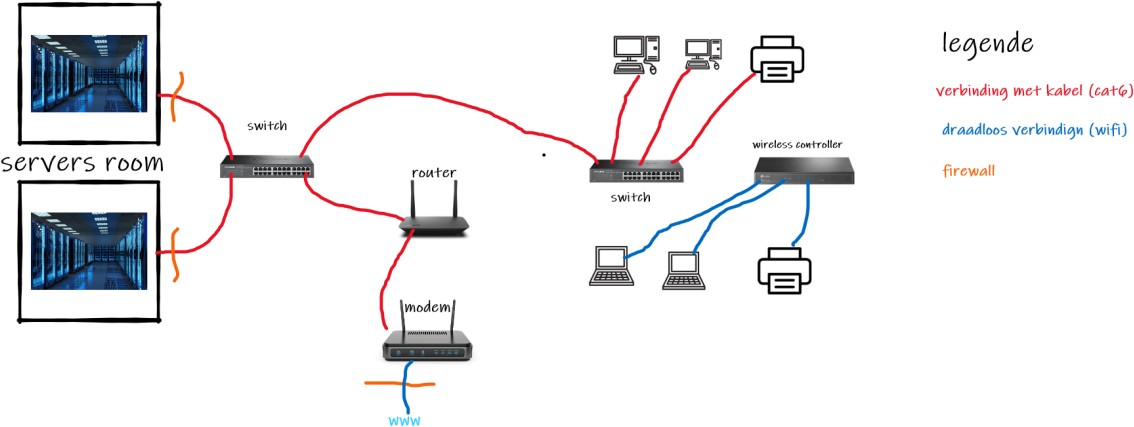 legende
verbinding met kabel (cat6)
switch
draadloos verbindign (wifi)
wireless controller
servers room
router
firewall
switch
modem
www